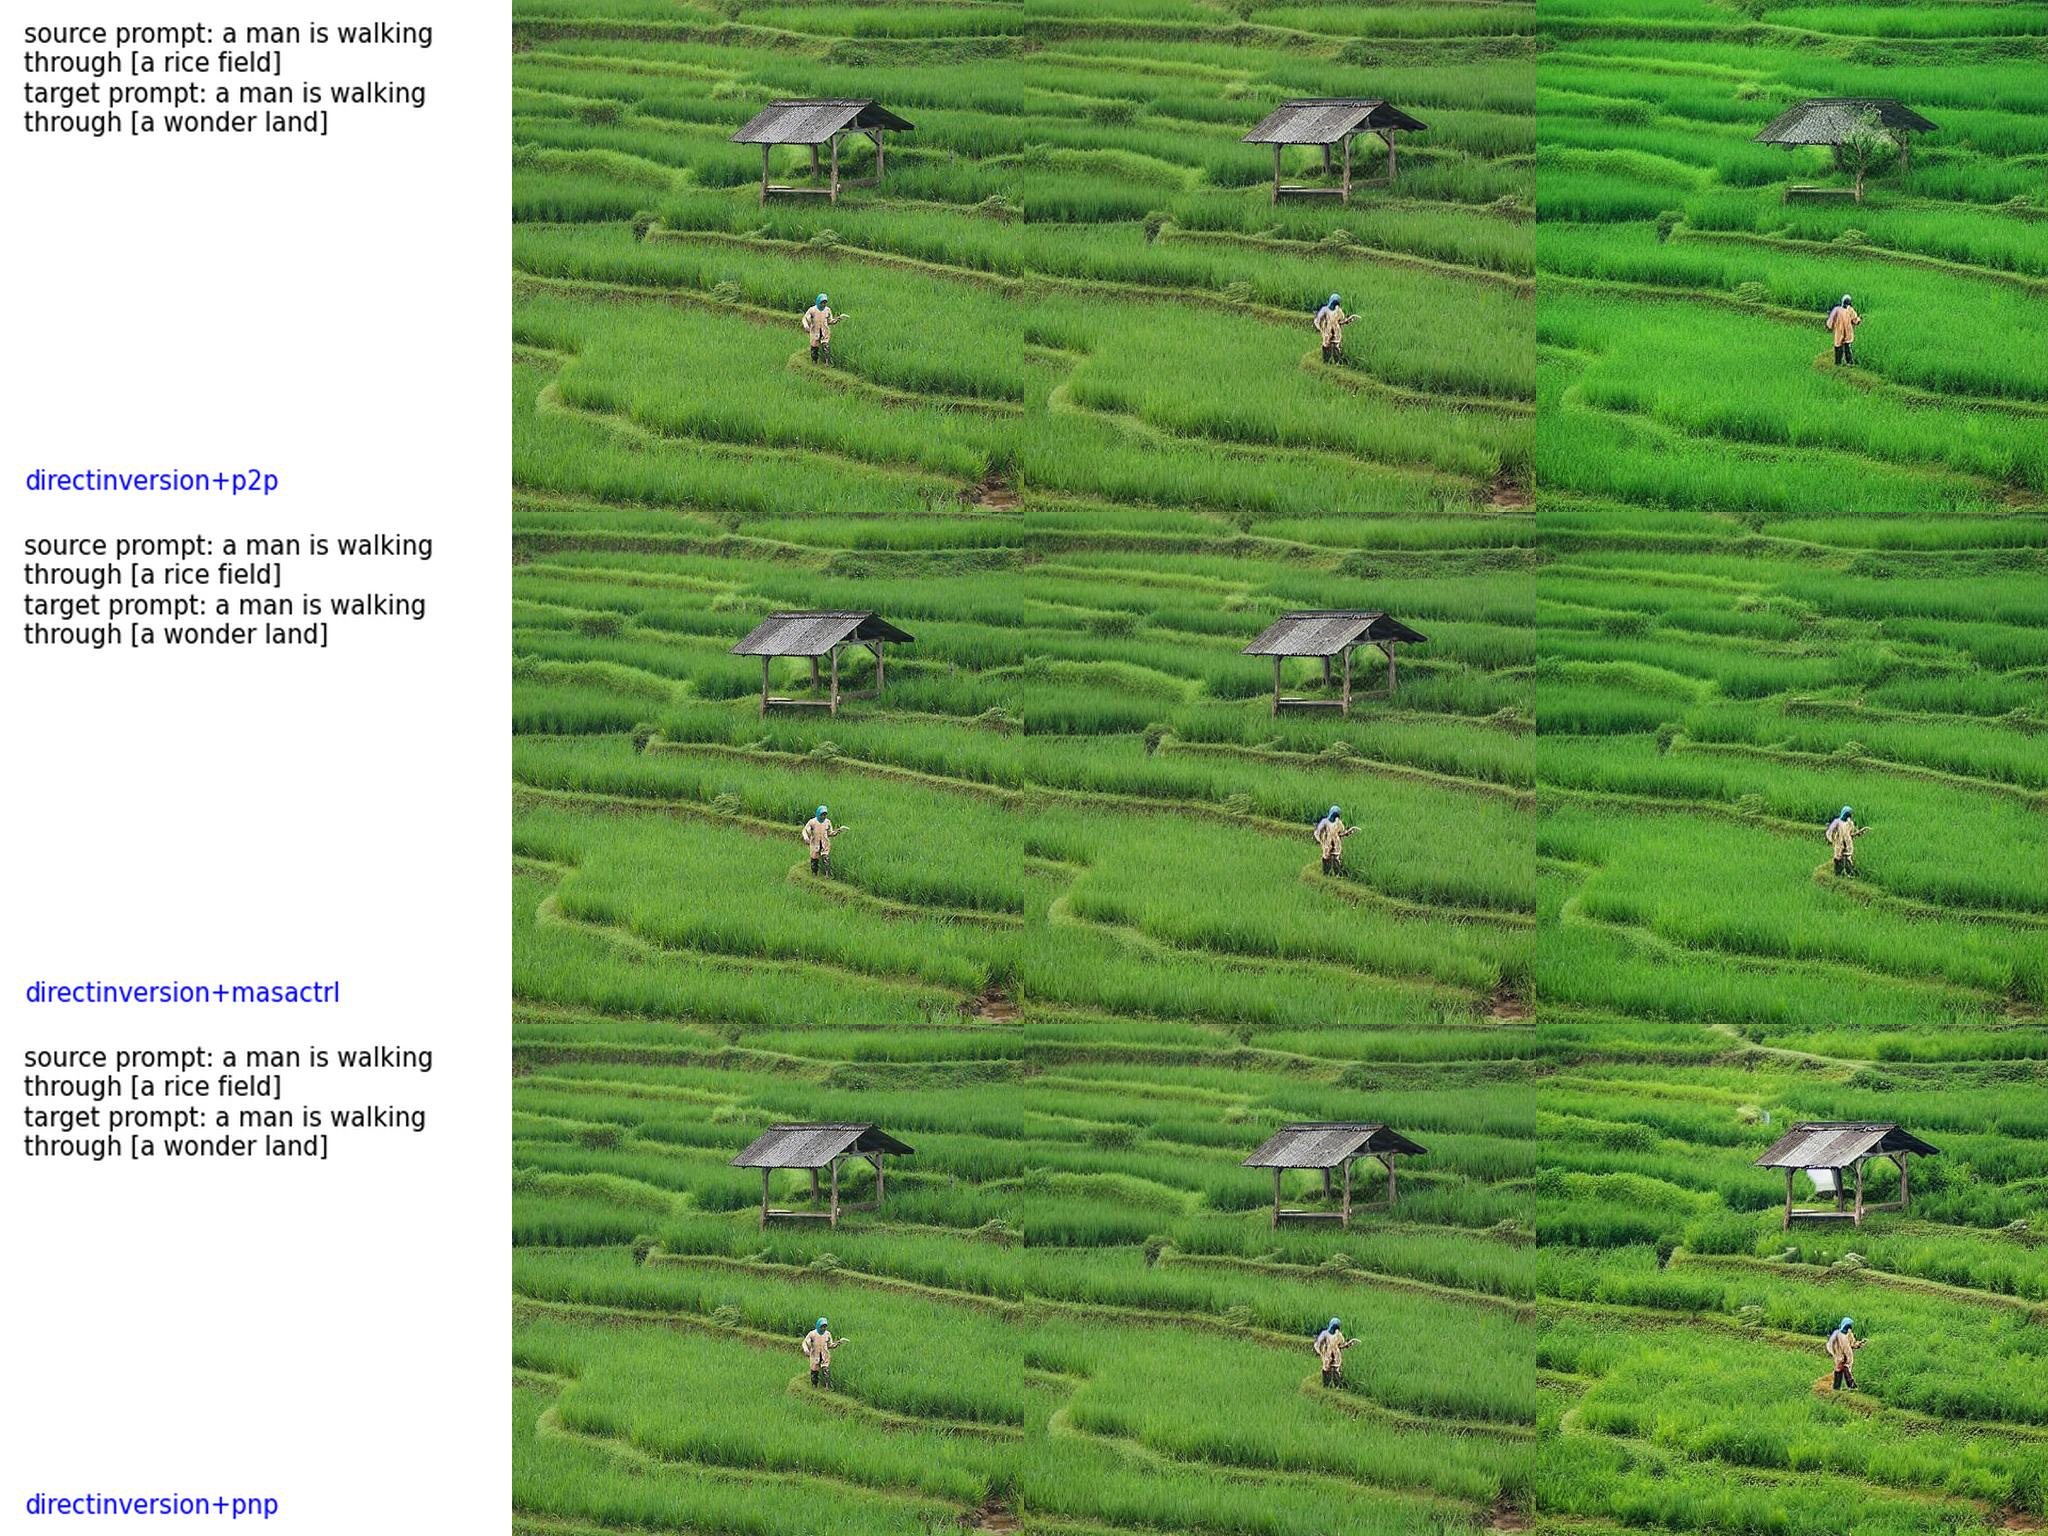 source prompt: a man is walking
through [a rice field]
target prompt: a man is walking
through [a wonder land]
directinversion+p2p
source prompt: a man is walking
through [a rice field]
target prompt: a man is walking
through [a wonder land]
directinversion+masactrl
source prompt: a man is walking
through [a rice field]
target prompt: a man is walking
through [a wonder land]
directinversion+pnp